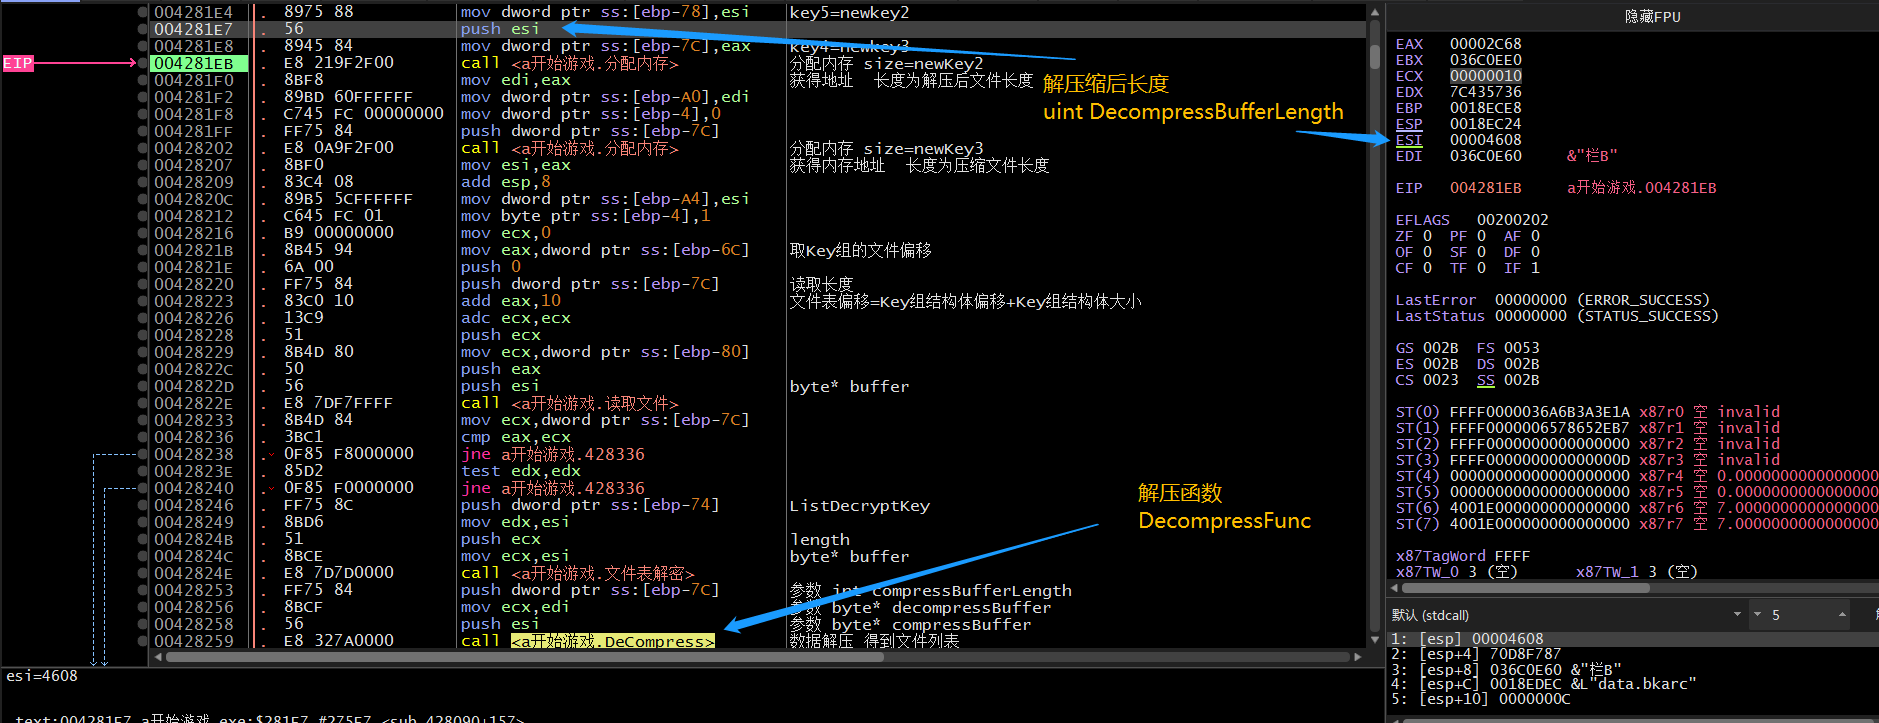 004281E4 . 8975 88 mov dword ptr ss:[ebp-78],esi key5=newkey2
004281E7 . 56 push esi
004281E8 . 8945 84 mov dword ptr ss:[ebp-7C],eax key4=newkey3
EIP 004281EB . E8 219F2F00 call <a开始游戏.分配内存> 分配内存 size=newKey2
004281F0 . 8BF8 mov edi,eax 获得地址 长度为解压后文件长度
004281F2 . 89BD 60FFFFFF mov dword ptr ss:[ebp-A0],edi
004281F8 . C745 FC 00000000 mov dword ptr ss:[ebp-4],0
004281FF . FF75 84 push dword ptr ss:[ebp-7C]
00428202 . E8 0A9F2F00 call <a开始游戏.分配内存> 分配内存 size=newKey3
00428207 . 8BF0 mov esi,eax 获得内存地址 长度为压缩文件长度
00428209 . 83C4 08 add esp,8
0042820C . 89B5 5CFFFFFF mov dword ptr ss:[ebp-A4],esi
00428212 . C645 FC 01 mov byte ptr ss:[ebp-4],1
00428216 . B9 00000000 mov ecx,0
0042821B . 8B45 94 mov eax,dword ptr ss:[ebp-6C] 取Key组的文件偏移
0042821E . 6A 00 push 0
00428220 . FF75 84 push dword ptr ss:[ebp-7C] 读取长度
00428223 . 83C0 10 add eax,10 文件表偏移=Key组结构体偏移+Key组结构体大小
00428226 . 13C9 adc ecx,ecx
00428228 . 51 push ecx
00428229 . 8B4D 80 mov ecx,dword ptr ss:[ebp-80]
0042822C . 50 push eax
0042822D . 56 push esi byte* buffer
0042822E . E8 7DF7FFFF call <a开始游戏.读取文件>
00428233 . 8B4D 84 mov ecx,dword ptr ss:[ebp-7C]
00428236 . 3BC1 cmp eax,ecx
00428238 . 0F85 F8000000 jne a开始游戏.428336
0042823E . 85D2 test edx,edx
00428240 . 0F85 F0000000 jne a开始游戏.428336
00428246 . FF75 8C push dword ptr ss:[ebp-74] ListDecryptKey
00428249 . 8BD6 mov edx,esi
0042824B . 51 push ecx length
0042824C . 8BCE mov ecx,esi byte* buffer
0042824E . E8 7D7D0000 call <a开始游戏.文件表解密>
00428253 . FF75 84 push dword ptr ss:[ebp-7C] 参数 int compressBufferLength
00428256 . 8BCF mov ecx,edi 参数 byte* decompressBuffer
00428258 . 56 push esi 参数 byte* compressBuffer
00428259 . E8 327A0000 call <a开始游戏.DeCompress> 数据解压 得到文件列表
解压缩后长度
uint DecompressBufferLength
解压函数
DecompressFunc
esi=4608
.text:004281E7 a开始游戏.exe:$281E7 #275E7 <sub_428090+157>
隐藏FPU
EAX 00002C68
EBX 036C0EE0
ECX 00000010
EDX 7C435736
EBP 0018ECE8
ESP 0018EC24
ESI 00004608
EDI 036C0E60 &"栏B"
EIP 004281EB a开始游戏.004281EB
EFLAGS 00200202
ZF 0 PF 0 AF 0
OF 0 SF 0 DF 0
CF 0 TF 0 IF 1
LastError 00000000 (ERROR_SUCCESS)
LastStatus 00000000 (STATUS_SUCCESS)
GS 002B FS 0053
ES 002B DS 002B
CS 0023 SS 002B
ST(0) FFFF0000036A6B3A3E1A x87r0 空 invalid
ST(1) FFFF0000006578652EB7 x87r1 空 invalid
ST(2) FFFF0000000000000000 x87r2 空 invalid
ST(3) FFFF000000000000000D x87r3 空 invalid
ST(4) 00000000000000000000 x87r4 空 0.0000000000000000
ST(5) 00000000000000000000 x87r5 空 0.0000000000000000
ST(6) 4001E000000000000000 x87r6 空 7.0000000000000000
ST(7) 4001E000000000000000 x87r7 空 7.0000000000000000
x87TagWord FFFF
x87TW_0 3 (空) x87TW_1 3 (空)
默认 (stdcall) 5
1: [esp] 00004608
2: [esp+4] 70D8F787
3: [esp+8] 036C0E60 &"栏B"
4: [esp+C] 0018EDEC &L"data.bkarc"
5: [esp+10] 0000000C